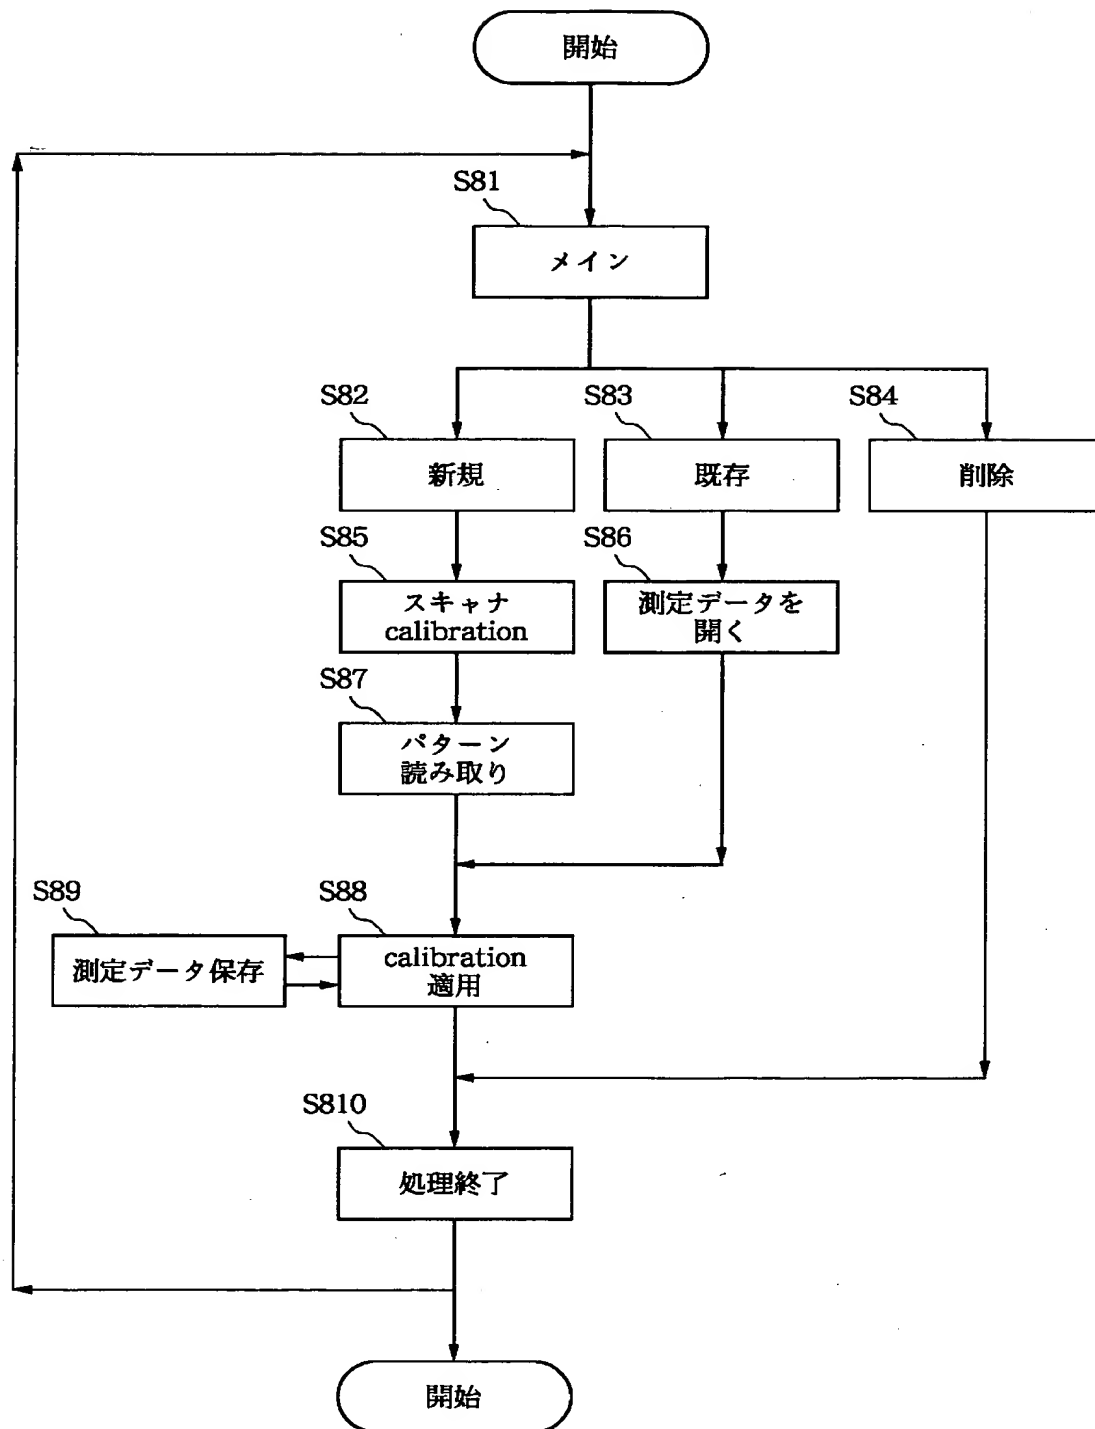 開始
S81
メイン
S82
新規
S83
既存
S84
削除
S85
スキャナ
calibration
S86
測定データを
開く
S87
パターン
読み取り
S89
測定データ保存
S88
calibration
適用
S810
処理終了
開始